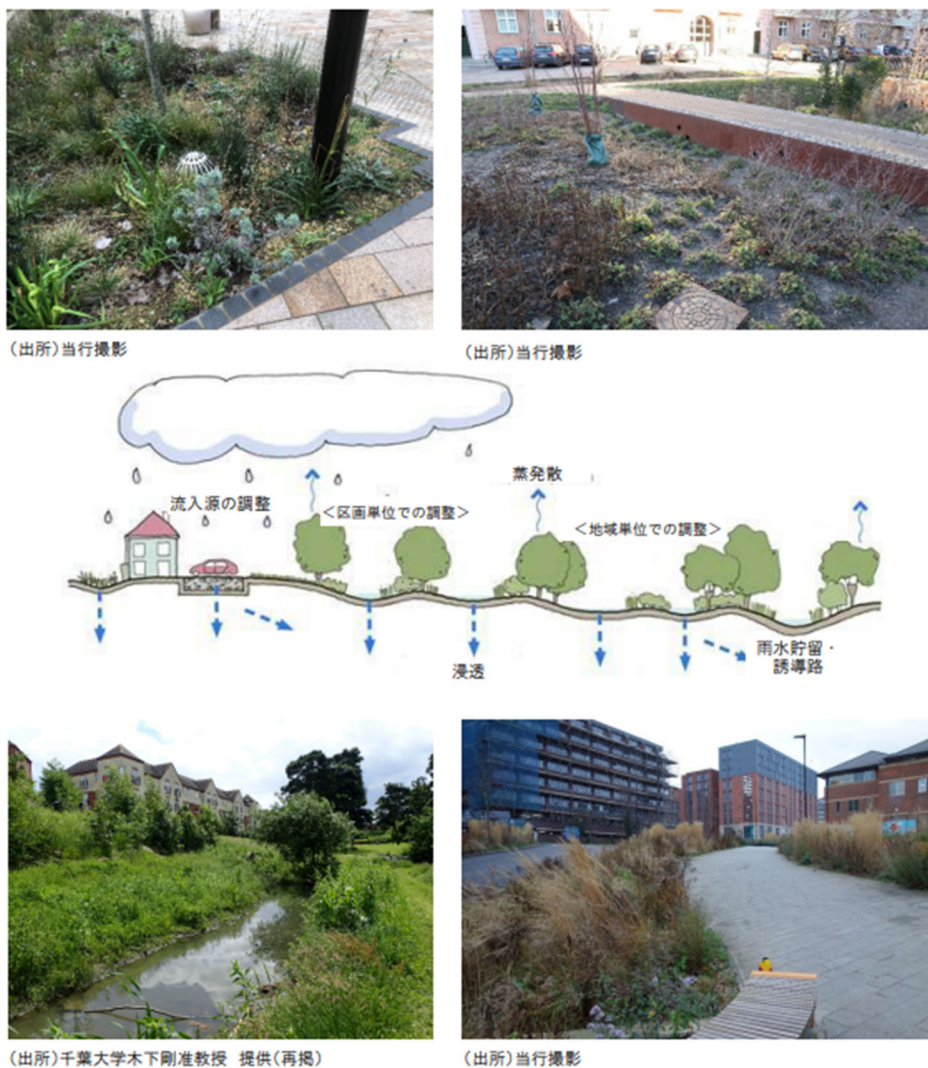 (出所)当行撮影
(出所)当行撮影
蒸発散
流入源の調整
<区画単位での調整>
<地域単位での調整>
浸透
雨水貯留・
誘導路
(出所)千葉大学木下剛准教授 提供(再掲)
(出所)当行撮影